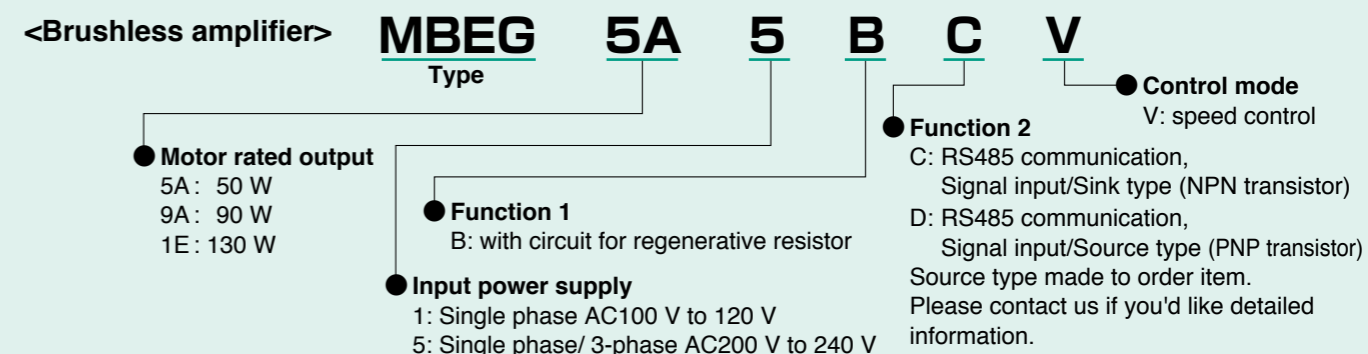 <Brushless amplifier> MBEG 5A 5 B C V
Type
Control mode
V: speed control
Function 2
C: RS485 communication,
Signal input/Sink type (NPN transistor)
D: RS485 communication,
Signal input/Source type (PNP transistor)
Source type made to order item.
Please contact us if you'd like detailed
information.
Motor rated output
5A: 50 W
9A: 90 W
1E: 130 W
Function 1
B: with circuit for regenerative resistor
Input power supply
1: Single phase AC100 V to 120 V
5: Single phase/ 3-phase AC200 V to 240 V